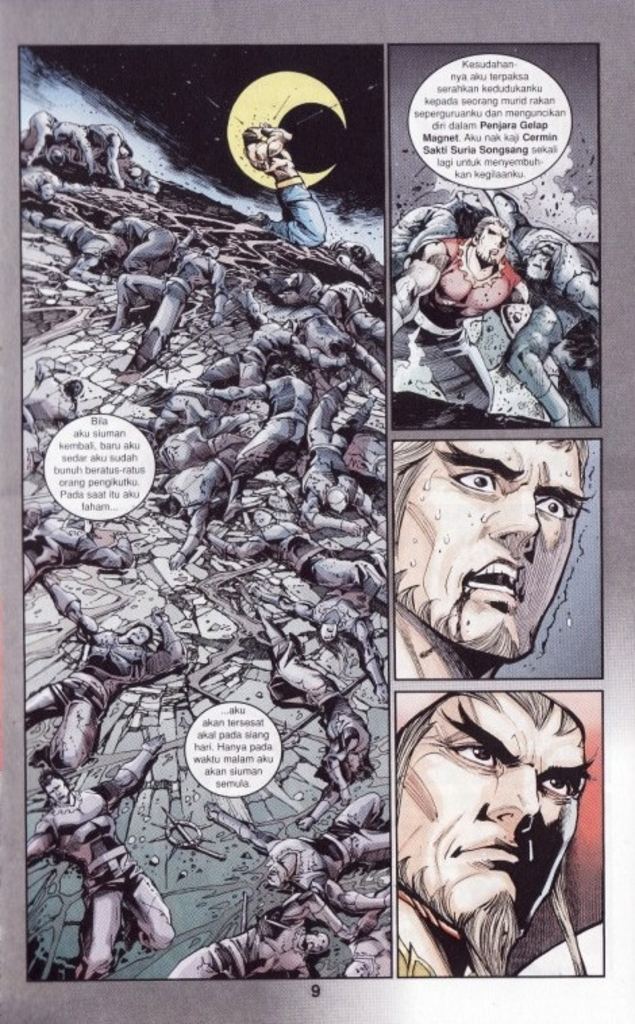 Bila
aku siuman
kembali, baru aku
sedar aku sudah
bunuh beratus-ratus
orang pengikutku.
Pada saat itu aku
faham...
...aku
akan tersesat
akal pada siang
hari. Hanya pada
waktu malam aku
akan siuman
semula.
Kesudahan-
nya aku terpaksa
serahkan kedudukanku
kepada seorang murid rakan
seperguruanku dan menguncikan
diri dalam Penjara Gelap
Magnet. Aku nak kaji Cermin
Sakti Suria Songsang sekali
lagi untuk menyembuh-
kan kegilaanku.
9